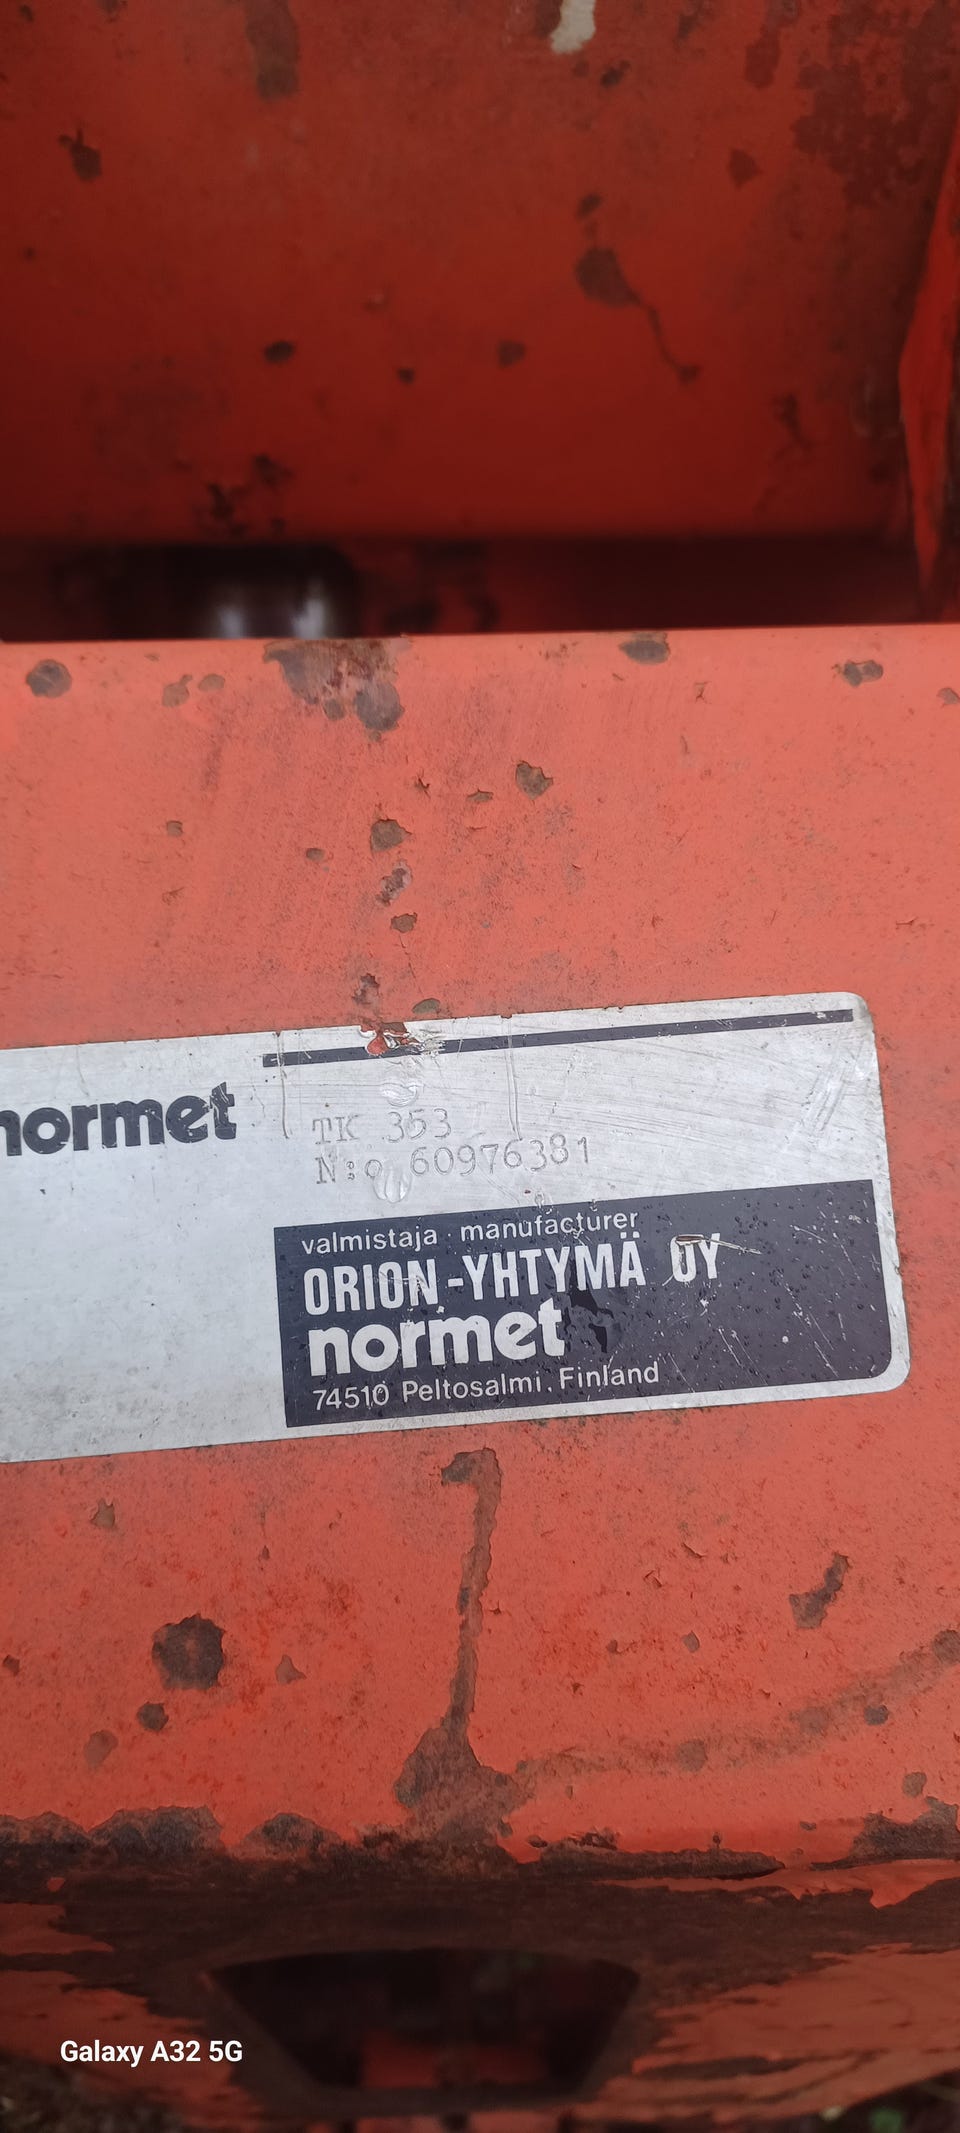 normet
TK 353
N:o 60976381
valmistaja · manufacturer
ORION-YHTYMÄ OY
normet
74510 Peltosalmi. Finland
Galaxy A32 5G